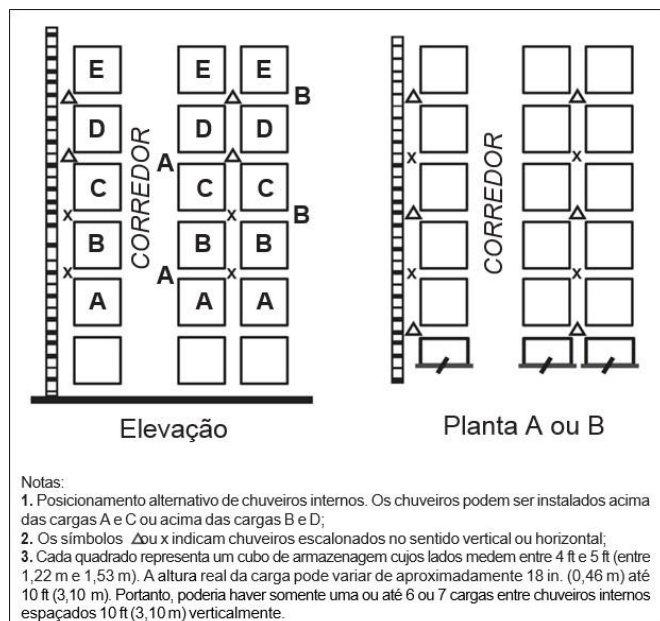 E E E
B
D D D
A
C C C
B
x x
B B B
A
x x
A A A
CORREDOR
Elevação
x x
CORREDOR
x x
Planta A ou B
Notas:
1. Posicionamento alternativo de chuveiros internos. Os chuveiros podem ser instalados acima
das cargas A e C ou acima das cargas B e D;
2. Os símbolos Δou x indicam chuveiros escalonados no sentido vertical ou horizontal;
3. Cada quadrado representa um cubo de armazenagem cujos lados medem entre 4 ft e 5 ft (entre
1,22 m e 1,53 m). A altura real da carga pode variar de aproximadamente 18 in. (0,46 m) até
10 ft (3,10 m). Portanto, poderia haver somente uma ou até 6 ou 7 cargas entre chuveiros internos
espaçados 10 ft (3,10 m) verticalmente.